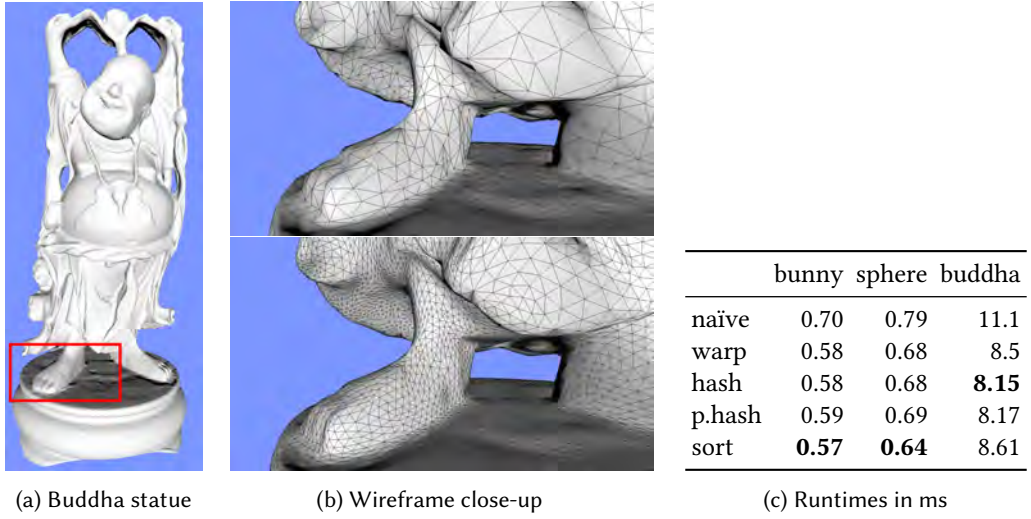 bunny sphere buddha
naïve 0.70 0.79 11.1
warp 0.58 0.68 8.5
hash 0.58 0.68 8.15
p.hash 0.59 0.69 8.17
sort 0.57 0.64 8.61
(a) Buddha statue
(b) Wireframe close-up
(c) Runtimes in ms